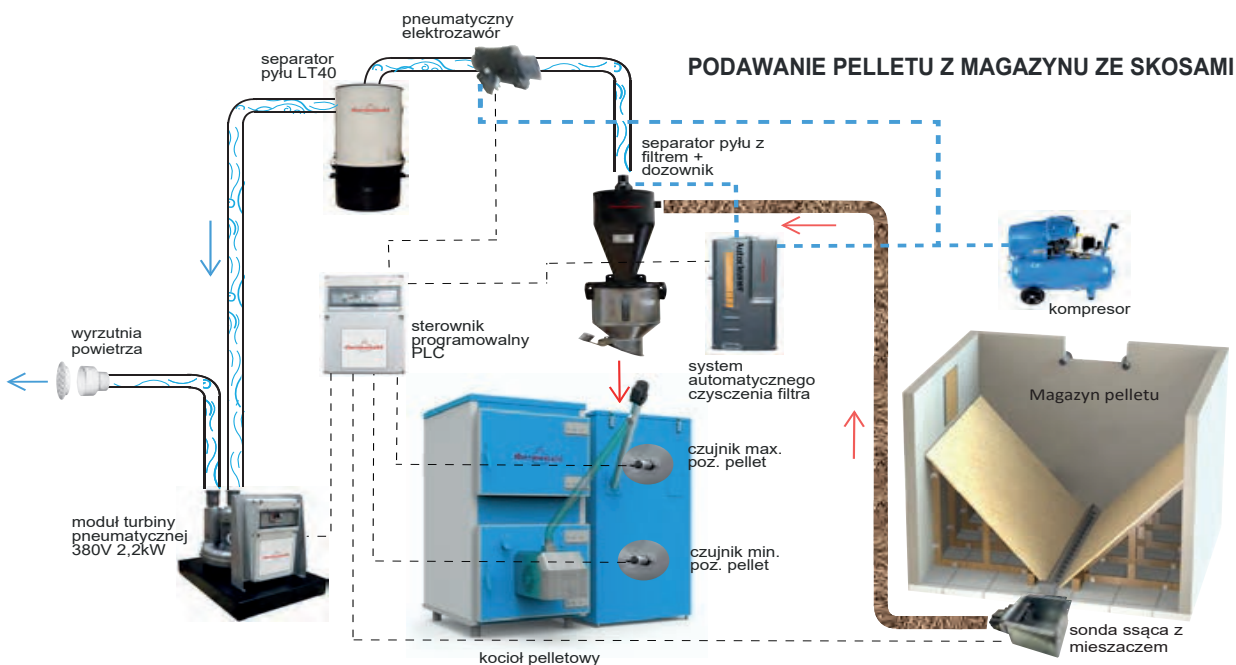 pneumatyczny
elektrozawór
separator
pyłu LT40
PODAWANIE PELLETU Z MAGAZYNU ZE SKOSAMI
separator pyłu z
filtrem +
dozownik
kompresor
sterownik
programowalny
PLC
wyrzutnia
powietrza
system
automatycznego
czysczenia filtra
Magazyn pelletu
czujnik max.
poz. pellet
moduł turbiny
pneumatycznej
380V 2,2kW
czujnik min.
poz. pellet
sonda ssąca z
mieszaczem
kocioł pelletowy